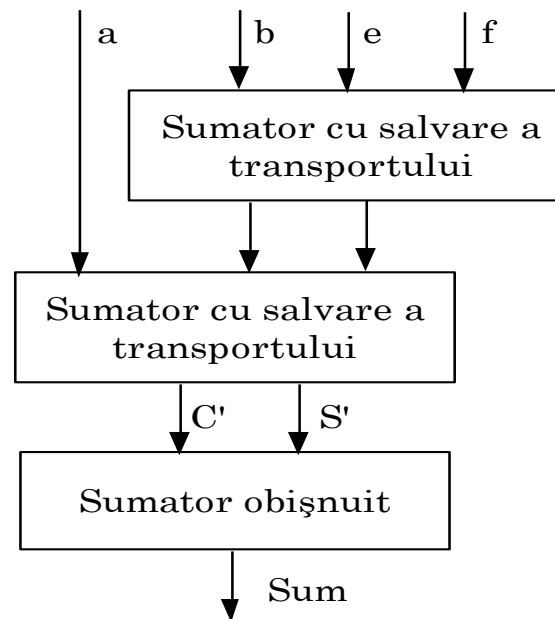 a b e f
Sumator cu salvare a
transportului
Sumator cu salvare a
transportului
C' S'
Sumator obişnuit
Sum